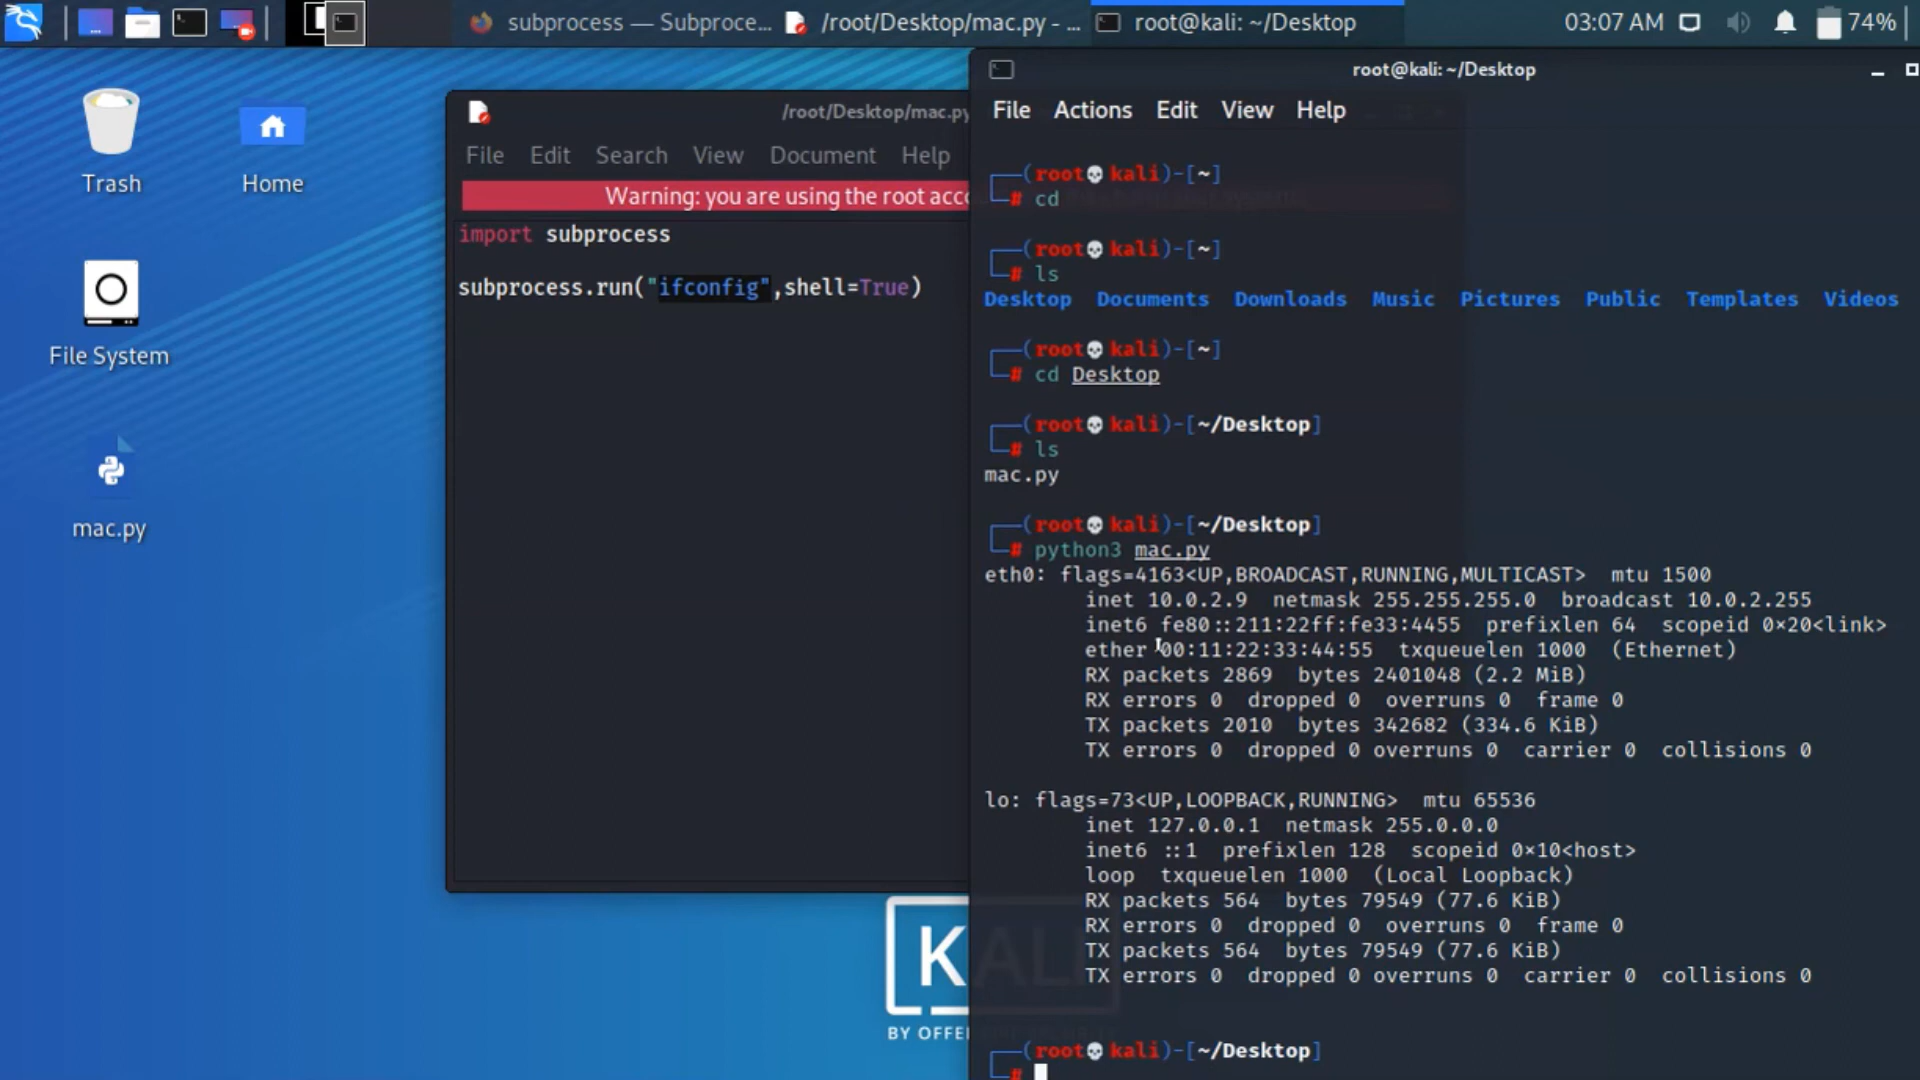 subprocess — Subproce...
/root/Desktop/mac.py - ...
root@kali: ~/Desktop
03:07 AM
74%
Trash
Home
File System
mac.py
/root/Desktop/mac.py
File Edit Search View Document Help
Warning: you are using the root acc
import subprocess
subprocess.run("ifconfig",shell=True)
KALI
BY OFFE
root@kali: ~/Desktop
File Actions Edit View Help
(root💀kali)-[~]
# cd
(root💀kali)-[~]
# ls
Desktop Documents Downloads Music Pictures Public Templates Videos
(root💀kali)-[~]
# cd Desktop
(root💀kali)-[~/Desktop]
# ls
mac.py
(root💀kali)-[~/Desktop]
# python3 mac.py
eth0: flags=4163<UP,BROADCAST,RUNNING,MULTICAST> mtu 1500
inet 10.0.2.9 netmask 255.255.255.0 broadcast 10.0.2.255
inet6 fe80::211:22ff:fe33:4455 prefixlen 64 scopeid 0×20<link>
ether 00:11:22:33:44:55 txqueuelen 1000 (Ethernet)
RX packets 2869 bytes 2401048 (2.2 MiB)
RX errors 0 dropped 0 overruns 0 frame 0
TX packets 2010 bytes 342682 (334.6 KiB)
TX errors 0 dropped 0 overruns 0 carrier 0 collisions 0
lo: flags=73<UP,LOOPBACK,RUNNING> mtu 65536
inet 127.0.0.1 netmask 255.0.0.0
inet6 ::1 prefixlen 128 scopeid 0×10<host>
loop txqueuelen 1000 (Local Loopback)
RX packets 564 bytes 79549 (77.6 KiB)
RX errors 0 dropped 0 overruns 0 frame 0
TX packets 564 bytes 79549 (77.6 KiB)
TX errors 0 dropped 0 overruns 0 carrier 0 collisions 0
(root💀kali)-[~/Desktop]
#